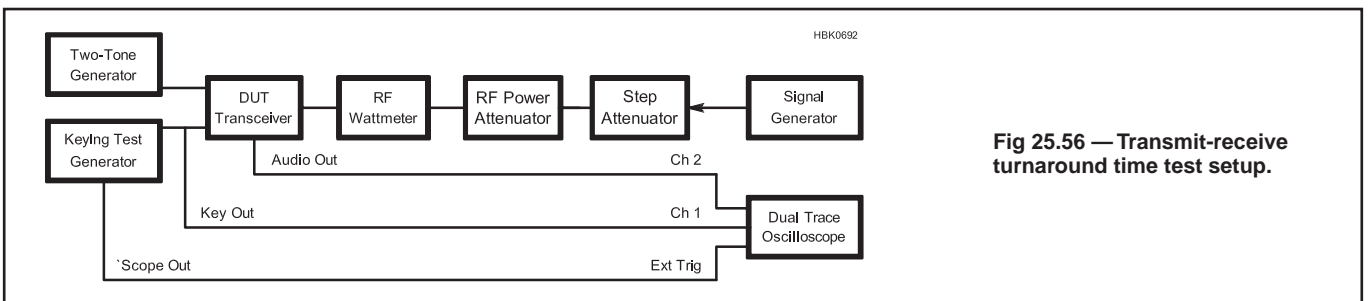 HBK0692
Two-Tone
Generator
DUT
Transceiver
RF
Wattmeter
RF Power
Attenuator
Step
Attenuator
Signal
Generator
KeyIng Test
Generator
Audio Out
Ch 2
Key Out
Ch 1
Dual Trace
Oscilloscope
`Scope Out
Ext Trig
Fig 25.56 — Transmit-receive
turnaround time test setup.